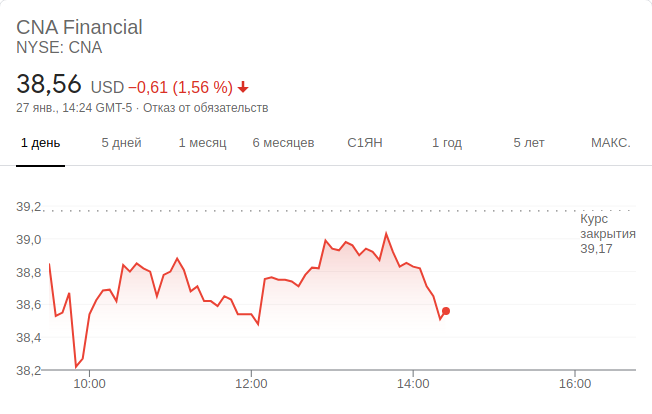 CNA Financial
NYSE: CNA
38,56 USD −0,61 (1,56 %)
27 янв., 14:24 GMT-5 · Отказ от обязательств
1 день 5 дней 1 месяц 6 месяцев С1ЯН 1 год 5 лет МАКС.
39,2
Курс
закрытия
39,17
39,0
38,8
38,6
38,4
38,2
10:00 12:00 14:00 16:00